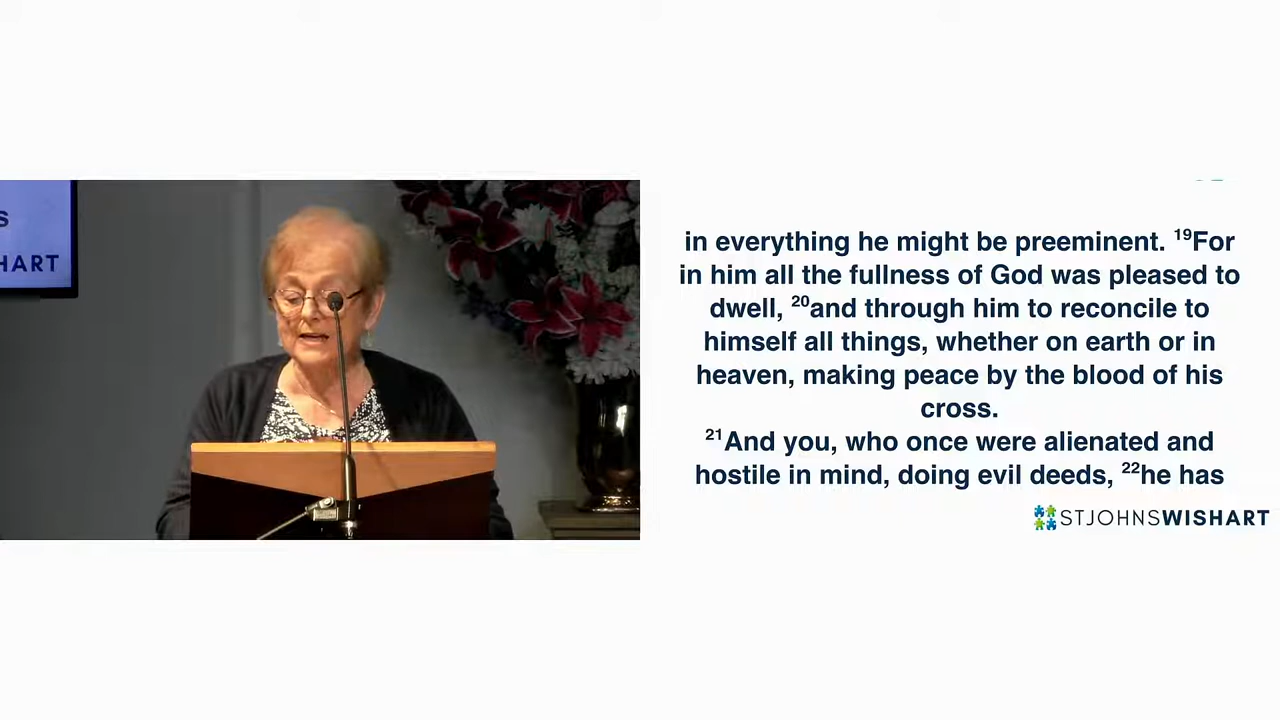 S
HART
in everything he might be preeminent. ¹⁹For
in him all the fullness of God was pleased to
dwell, ²⁰and through him to reconcile to
himself all things, whether on earth or in
heaven, making peace by the blood of his
cross.
²¹And you, who once were alienated and
hostile in mind, doing evil deeds, ²²he has
STJOHNSWISHART